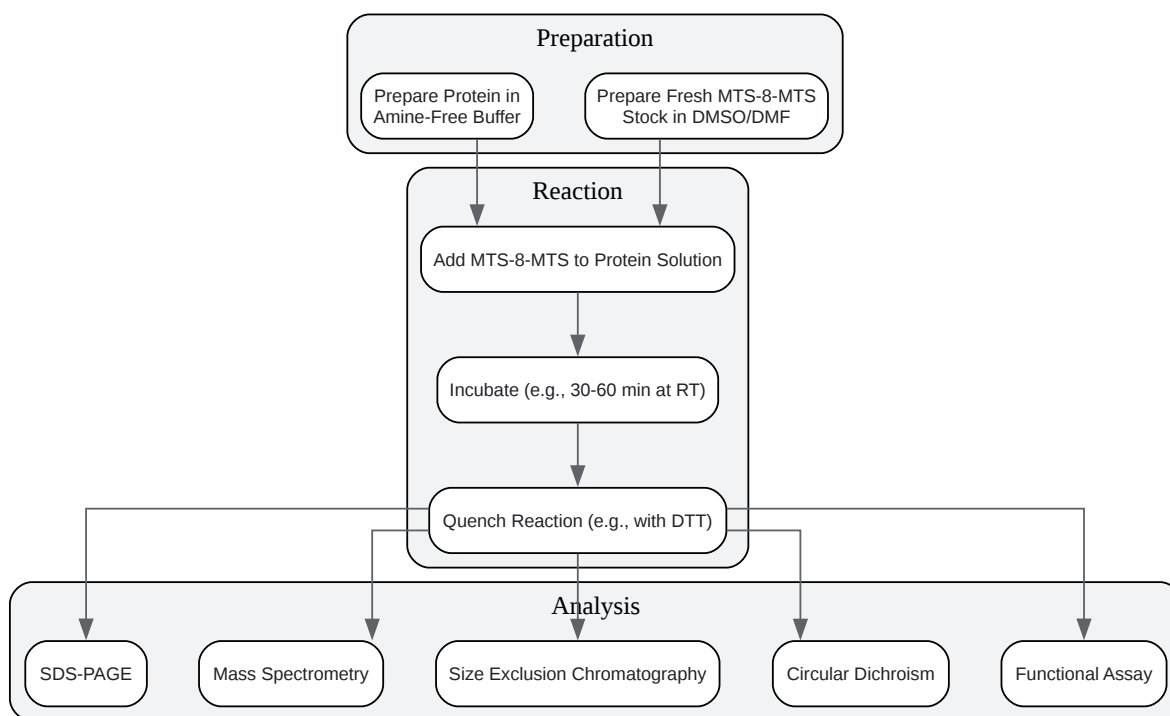 Preparation
Prepare Protein in
Amine-Free Buffer
Prepare Fresh MTS-8-MTS
Stock in DMSO/DMF
Reaction
Add MTS-8-MTS to Protein Solution
Incubate (e.g., 30-60 min at RT)
Quench Reaction (e.g., with DTT)
Analysis
SDS-PAGE
Mass Spectrometry
Size Exclusion Chromatography
Circular Dichroism
Functional Assay